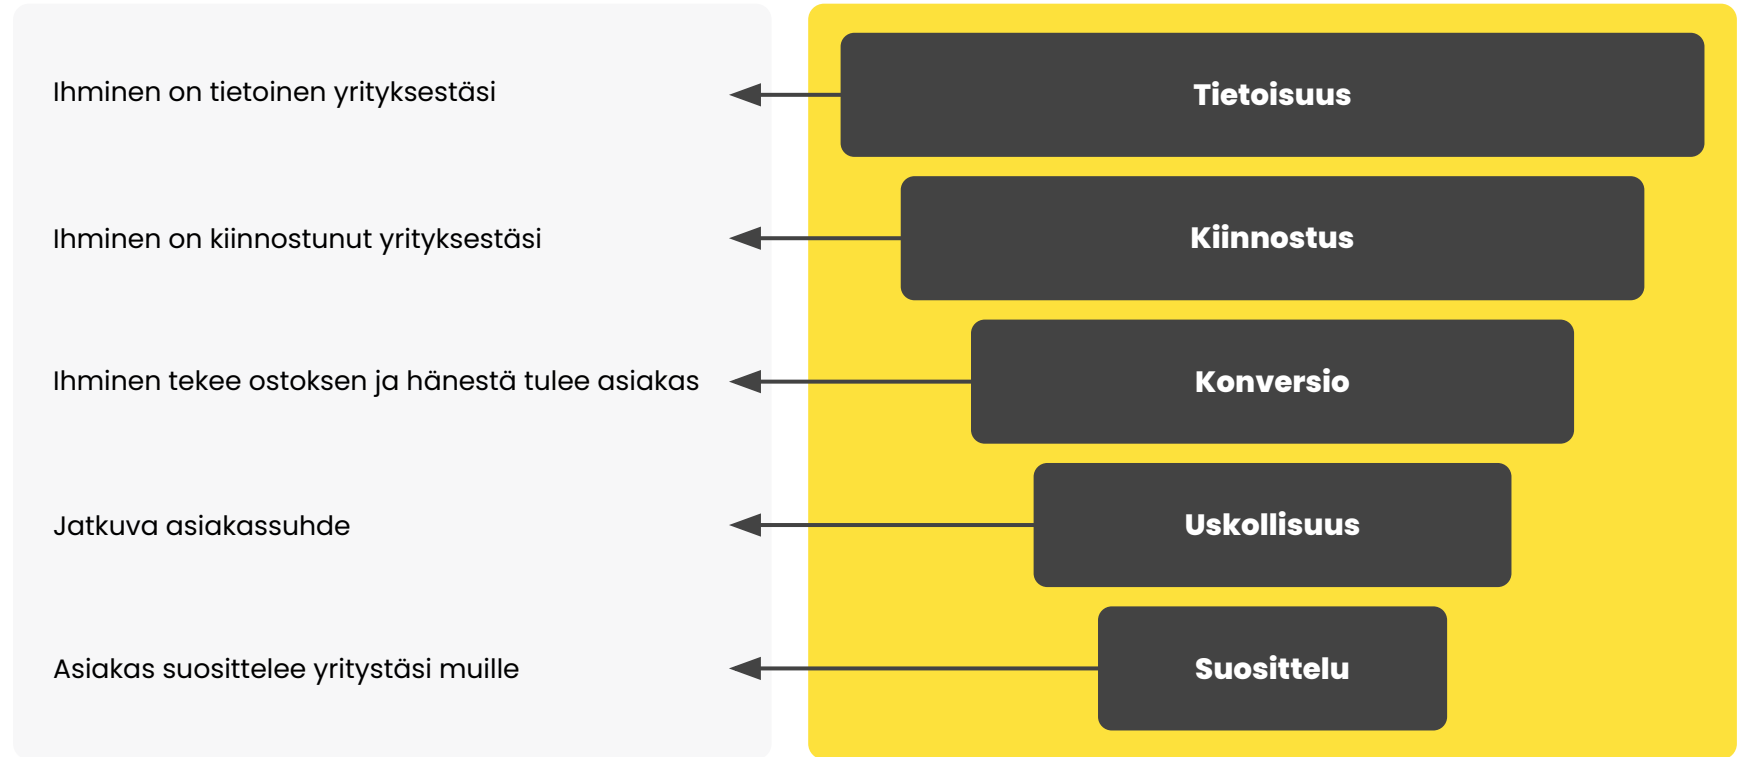 Ihminen on tietoinen yrityksestäsi
Tietoisuus
Ihminen on kiinnostunut yrityksestäsi
Kiinnostus
Ihminen tekee ostoksen ja hänestä tulee asiakas
Konversio
Jatkuva asiakassuhde
Uskollisuus
Asiakas suosittelee yritystäsi muille
Suosittelu